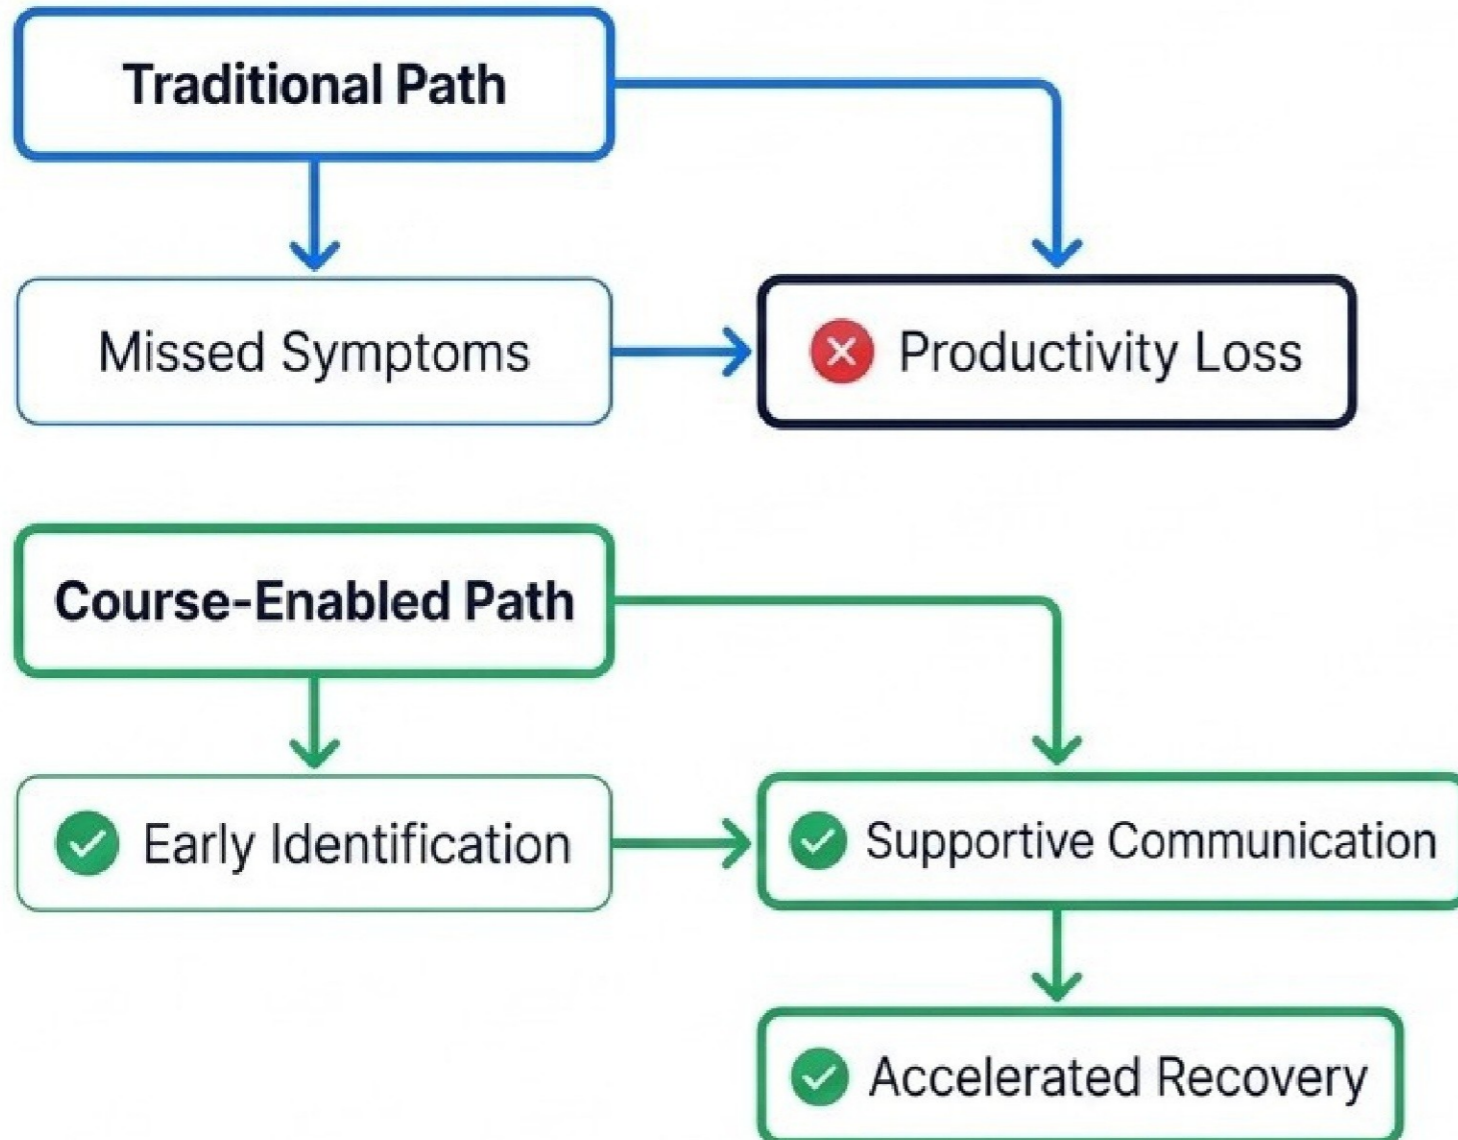 Traditional Path
Missed Symptoms
Productivity Loss
Course-Enabled Path
Early Identification
Supportive Communication
Accelerated Recovery